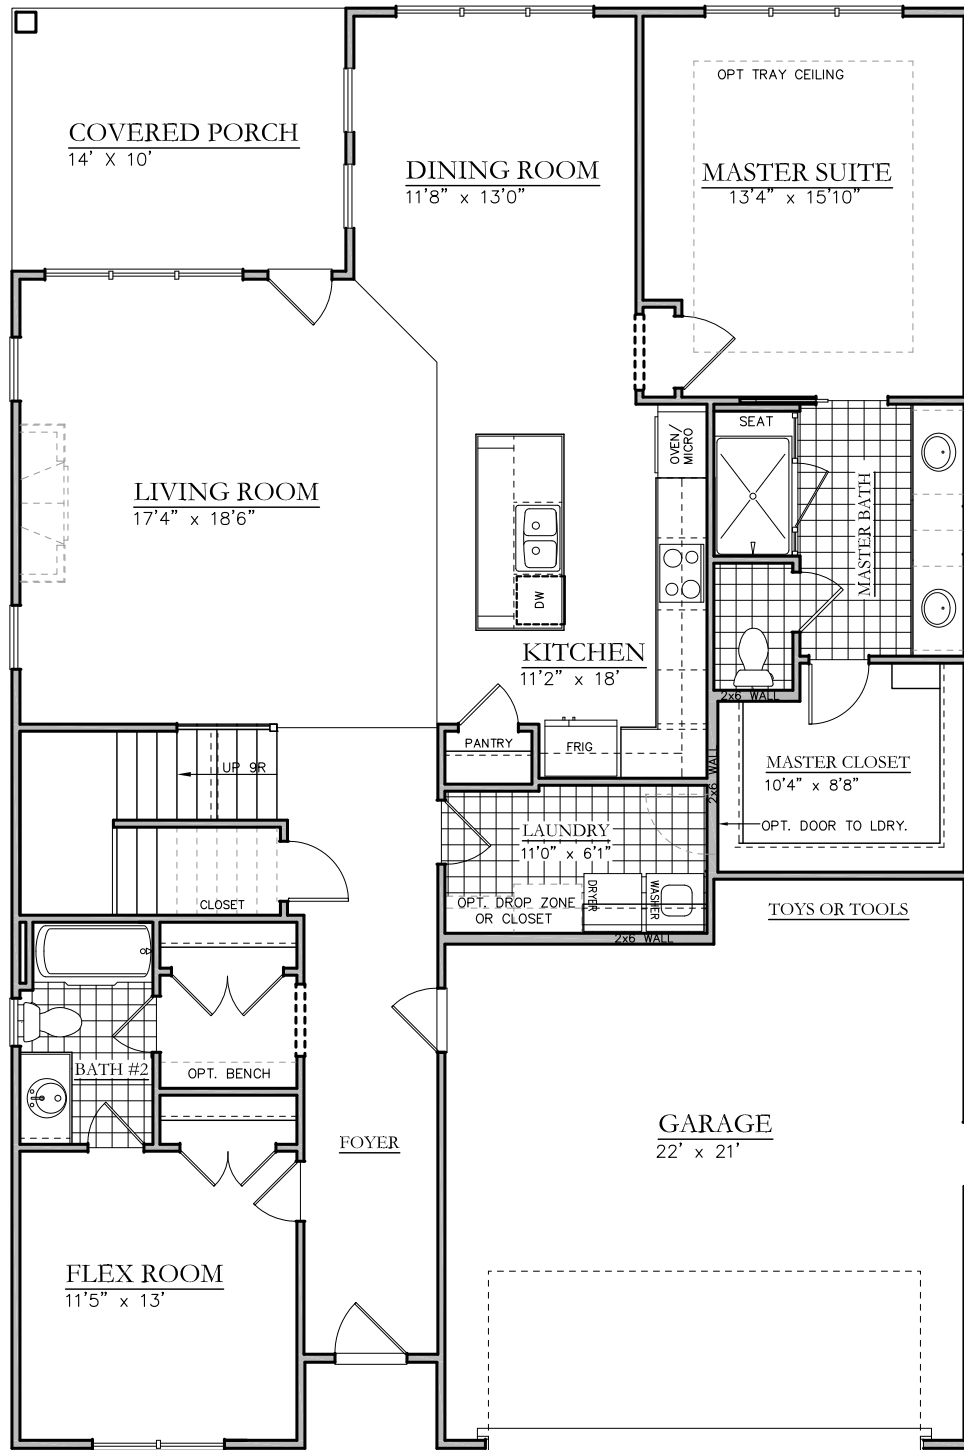 OPT TRAY CEILING
COVERED PORCH
14' X 10'
DINING ROOM
11'8" x 13'0"
MASTER SUITE
13'4" x 15'10"
SEAT
OVEN/
MICRO
LIVING ROOM
17'4" x 18'6"
MASTER BATH
DW
KITCHEN
11'2" x 18'
2x6 WALL
PANTRY
FRIG
UP 9R
2x6 WALL
MASTER CLOSET
10'4" x 8'8"
OPT. DOOR TO LDRY.
LAUNDRY
11'0" x 6'1"
CLOSET
OPT. DROP ZONE
OR CLOSET
DRYER
WASHER
2x6 WALL
TOYS OR TOOLS
BATH #2
OPT. BENCH
FOYER
GARAGE
22' x 21'
FLEX ROOM
11'5" x 13'